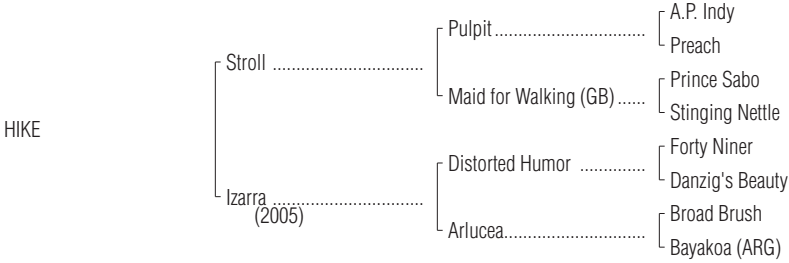 A.P. Indy
Pulpit..............................
Preach
Stroll ..............................
Prince Sabo
Maid for Walking (GB)......
Stinging Nettle
HIKE
Forty Niner
Distorted Humor ..............
Danzig's Beauty
Izarra ..............................
(2005)
Broad Brush
Arlucea............................
Bayakoa (ARG)